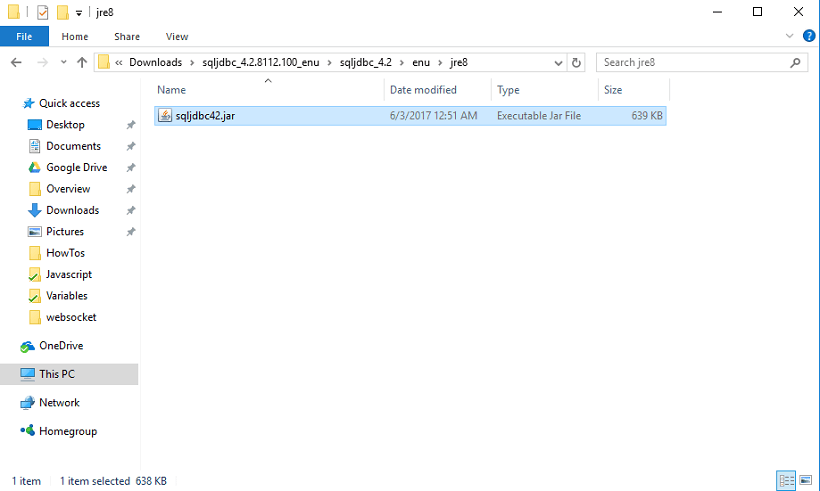 jre8
File Home Share View
« Downloads › sqljdbc_4.2.8112.100_enu › sqljdbc_4.2 › enu › jre8
Search jre8
Name Date modified Type Size
Quick access
sqljdbc42.jar 6/3/2017 12:51 AM Executable Jar File 639 KB
Desktop
Documents
Google Drive
Overview
Downloads
Pictures
HowTos
Javascript
Variables
websocket
OneDrive
This PC
Network
Homegroup
1 item 1 item selected 638 KB